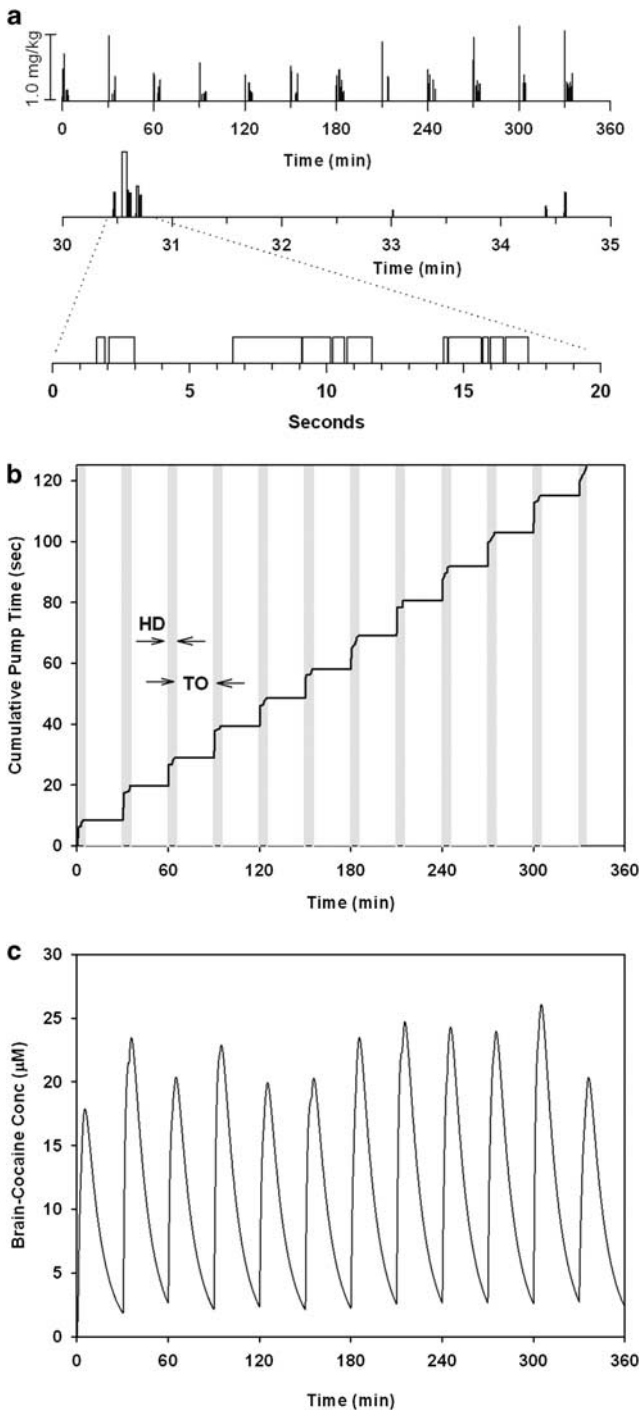 a
1.0 mg/kg
0 60 120 180 240 300 360
Time (min)
30 31 32 33 34 35
Time (min)
0 5 10 15 20
Seconds
b
Cumulative Pump Time (sec)
120
100
80
60
40
20
0
HD
TO
0 60 120 180 240 300 360
Time (min)
c
Brain-Cocaine Conc (µM)
30
25
20
15
10
5
0
0 60 120 180 240 300 360
Time (min)